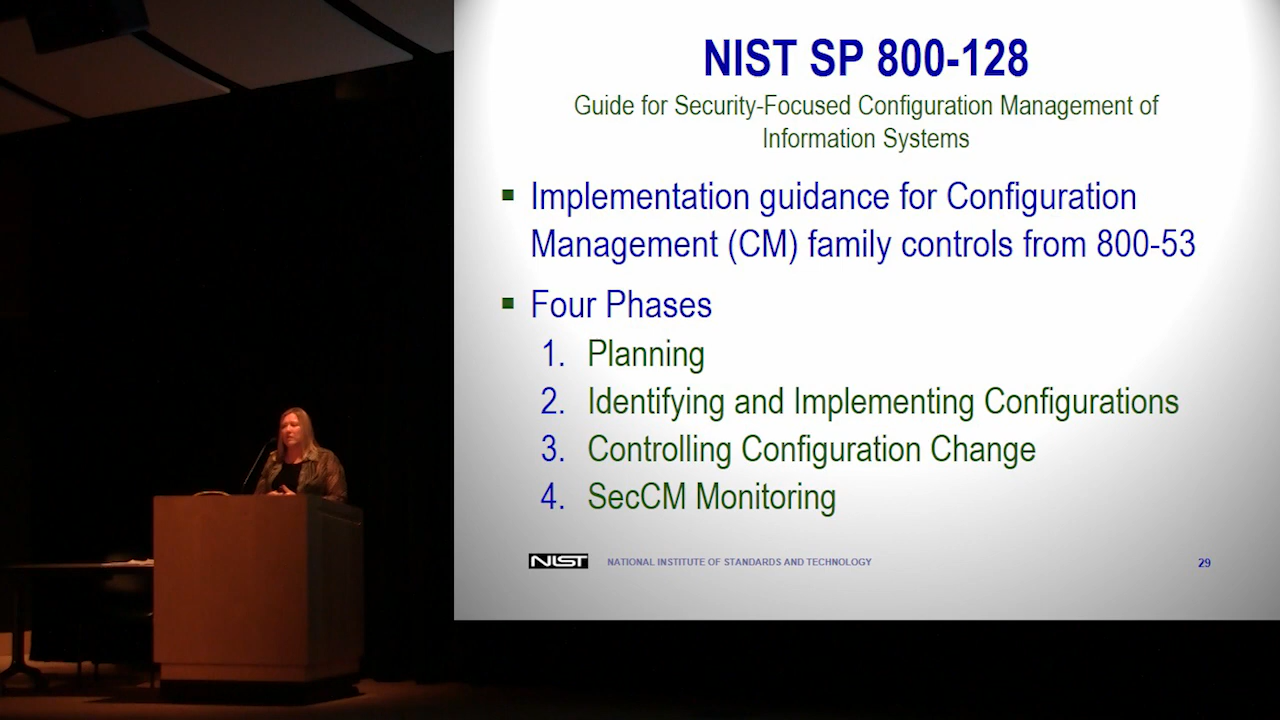 NIST SP 800-128
Guide for Security-Focused Configuration Management of
Information Systems
▪ Implementation guidance for Configuration
Management (CM) family controls from 800-53
▪ Four Phases
1. Planning
2. Identifying and Implementing Configurations
3. Controlling Configuration Change
4. SecCM Monitoring
NIST NATIONAL INSTITUTE OF STANDARDS AND TECHNOLOGY 29